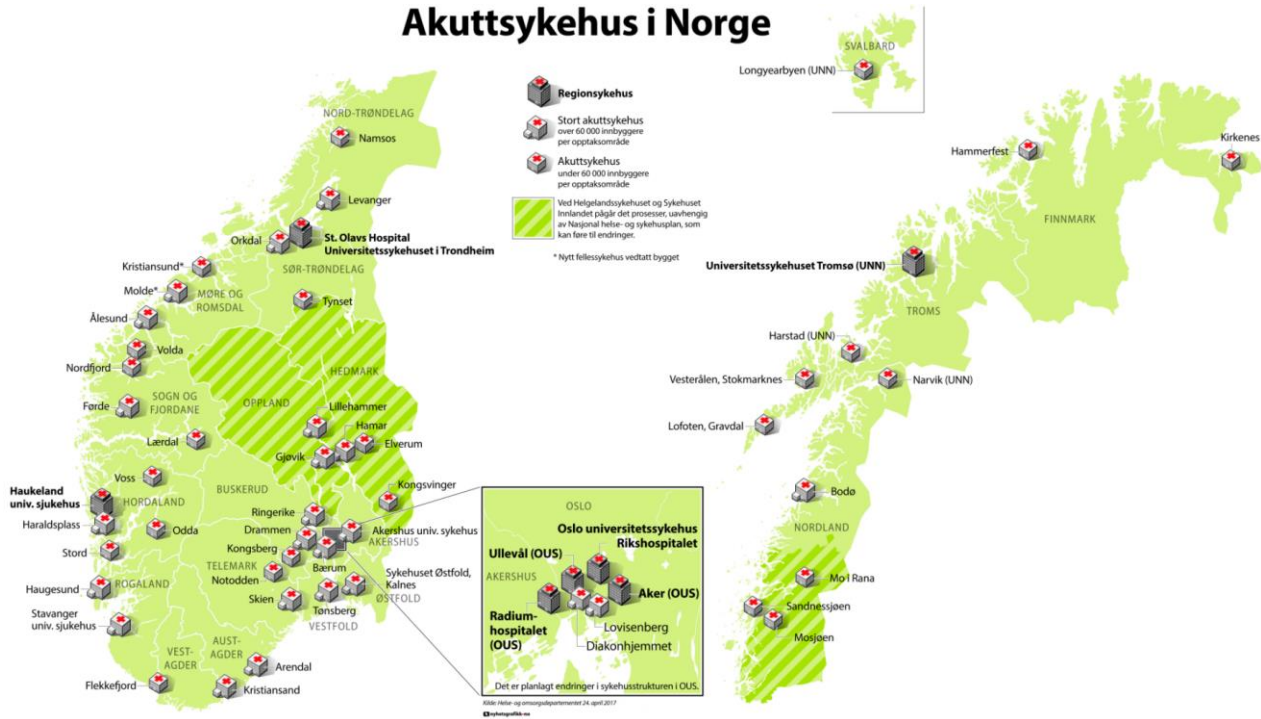 Akuttsykehus i Norge
Regionsykehus
Stort akuttsykehus
over 60 000 innbyggere
per opptaksområde
Akuttsykehus
under 60 000 innbyggere
per opptaksområde
Ved Helgelandssykehuset og Sykehuset
Innlandet pågår det prosesser, uavhengig
av Nasjonal helse- og sykehusplan, som
kan føre til endringer.
* Nytt fellessykehus vedtatt bygget
NORD-TRØNDELAG
Namsos
Levanger
Orkdal
St. Olavs Hospital
Universitetssykehuset i Trondheim
Kristiansund*
SØR-TRØNDELAG
Molde*
MØRE OG
ROMSDAL
Tynset
Ålesund
Volda
Nordfjord
HEDMARK
OPPLAND
SOGN OG
FJORDANE
Førde
Lillehammer
Hamar
Lærdal
Elverum
Gjøvik
Voss
Kongsvinger
BUSKERUD
Haukeland
univ. sjukehus
HORDALAND
Ringerike
Haraldsplass
Odda
Drammen
Akershus univ. sykehus
AKERSHUS
Stord
Kongsberg
TELEMARK
Bærum
Notodden
Sykehuset Østfold,
Kalnes
ØSTFOLD
ROGALAND
Haugesund
Skien
Tønsberg
VESTFOLD
Stavanger
univ. sjukehus
AUST-
AGDER
VEST-
AGDER
Arendal
Flekkefjord
Kristiansand
OSLO
Oslo universitetssykehus
Rikshospitalet
Ullevål (OUS)
AKERSHUS
Aker (OUS)
Radium-
hospitalet
(OUS)
Lovisenberg
Diakonhjemmet
Det er planlagt endringer i sykehusstrukturen i OUS.
Kilde: Helse- og omsorgsdepartementet 24. april 2017
nyhetsgrafikk.no
SVALBARD
Longyearbyen (UNN)
Kirkenes
Hammerfest
FINNMARK
Universitetssykehuset Tromsø (UNN)
TROMS
Harstad (UNN)
Vesterålen, Stokmarknes
Narvik (UNN)
Lofoten, Gravdal
Bodø
NORDLAND
Mo i Rana
Sandnessjøen
Mosjøen